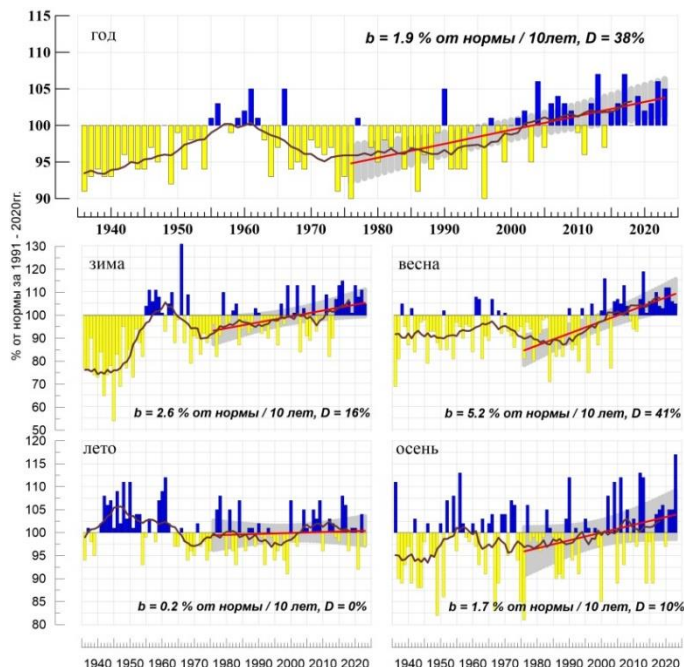 115
110
105
100
95
90
год
b = 1.9 % от нормы / 10лет, D = 38%
1940 1950 1960 1970 1980 1990 2000 2010 2020
% от нормы за 1991 - 2020гг.
130
120
110
100
90
80
70
60
50
зима
b = 2.6 % от нормы / 10 лет, D = 16%
весна
b = 5.2 % от нормы / 10 лет, D = 41%
120
115
110
105
100
95
90
85
80
лето
b = 0.2 % от нормы / 10 лет, D = 0%
осень
b = 1.7 % от нормы / 10 лет, D = 10%
1940 1950 1960 1970 1980 1990 2000 2010 2020
1940 1950 1960 1970 1980 1990 2000 2010 2020